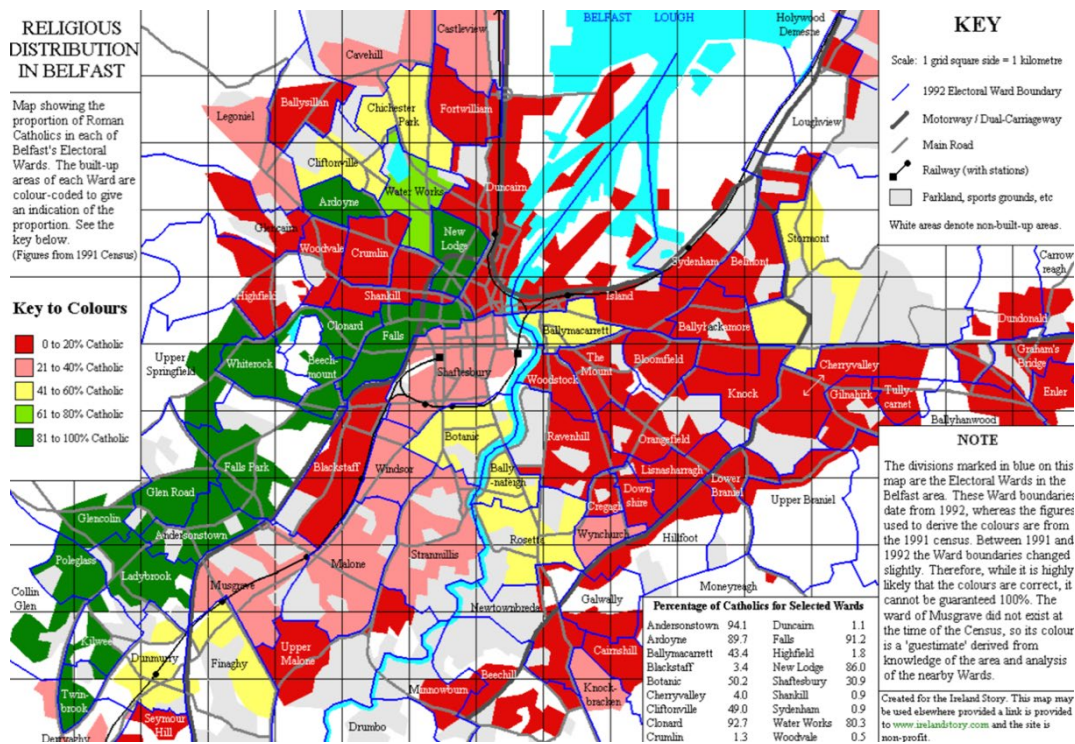 RELIGIOUS
DISTRIBUTION
IN BELFAST
Map showing the
proportion of Roman
Catholics in each of
Belfast's Electoral
Wards. The built-up
areas of each Ward are
colour-coded to give
an indication of the
proportion. See the
key below.
(Figures from 1991 Census)
Key to Colours
0 to 20% Catholic
21 to 40% Catholic
41 to 60% Catholic
61 to 80% Catholic
81 to 100% Catholic
BELFAST LOUGH
Holywood
Demesne
Castleview
Cavehill
Ballysillan
Legoniel
Chichester
Park
Fortwilliam
Loughview
Cliftonville
Water Works
Duncairn
Ardoyne
Glencairn
Woodvale
Crumlin
New
Lodge
Stormont
Sydenham
Belmont
Highfield
Shankill
Island
Clonard
Falls
Ballymacarrett
Ballyhackamore
Upper
Springfield
Whiterock
Beech-
mount
Shaftesbury
The
Mount
Bloomfield
Woodstock
Cherryvalley
Knock
Gilnahirk
Tully-
carnet
Carrow
reagh
Dundonald
Graham's
Bridge
Enler
Ballyhanwood
Botanic
Ravenhill
Orangefield
Blackstaff
Windsor
Bally
-nafeigh
Lisnasharragh
Falls Park
Glen Road
Cregagh
Down-
shire
Lower
Braniel
Upper Braniel
Glencolin
Andersonstown
Rosetta
Wynchurch
Hillfoot
Poleglass
Ladybrook
Stranmillis
Malone
Musgrave
Collin
Glen
Moneyreagh
Galwally
Newtownbreda
Kilwee
Dunmurry
Finaghy
Upper
Malone
Cairnshill
Twin-
brook
Beechill
Minnowburn
Knock-
bracken
Seymour
Hill
Derryaghy
Drumbo
KEY
Scale: 1 grid square side = 1 kilometre
1992 Electoral Ward Boundary
Motorway / Dual-Carriageway
Main Road
Railway (with stations)
Parkland, sports grounds, etc
White areas denote non-built-up areas.
Percentage of Catholics for Selected Wards
Andersonstown 94.1 Duncairn 1.1
Ardoyne 89.7 Falls 91.2
Ballymacarrett 43.4 Highfield 1.8
Blackstaff 3.4 New Lodge 86.0
Botanic 50.2 Shaftesbury 30.9
Cherryvalley 4.0 Shankill 0.9
Cliftonville 49.0 Sydenham 0.9
Clonard 92.7 Water Works 80.3
Crumlin 1.3 Woodvale 0.5
NOTE
The divisions marked in blue on this
map are the Electoral Wards in the
Belfast area. These Ward boundaries
date from 1992, whereas the figures
used to derive the colours are from
the 1991 census. Between 1991 and
1992 the Ward boundaries changed
slightly. Therefore, while it is highly
likely that the colours are correct, it
cannot be guaranteed 100%. The
ward of Musgrave did not exist at
the time of the Census, so its colour
is a 'guestimate' derived from
knowledge of the area and analysis
of the nearby Wards.
Created for the Ireland Story. This map may
be used elsewhere provided a link is provided
to www.irelandstory.com and the site is
non-profit.